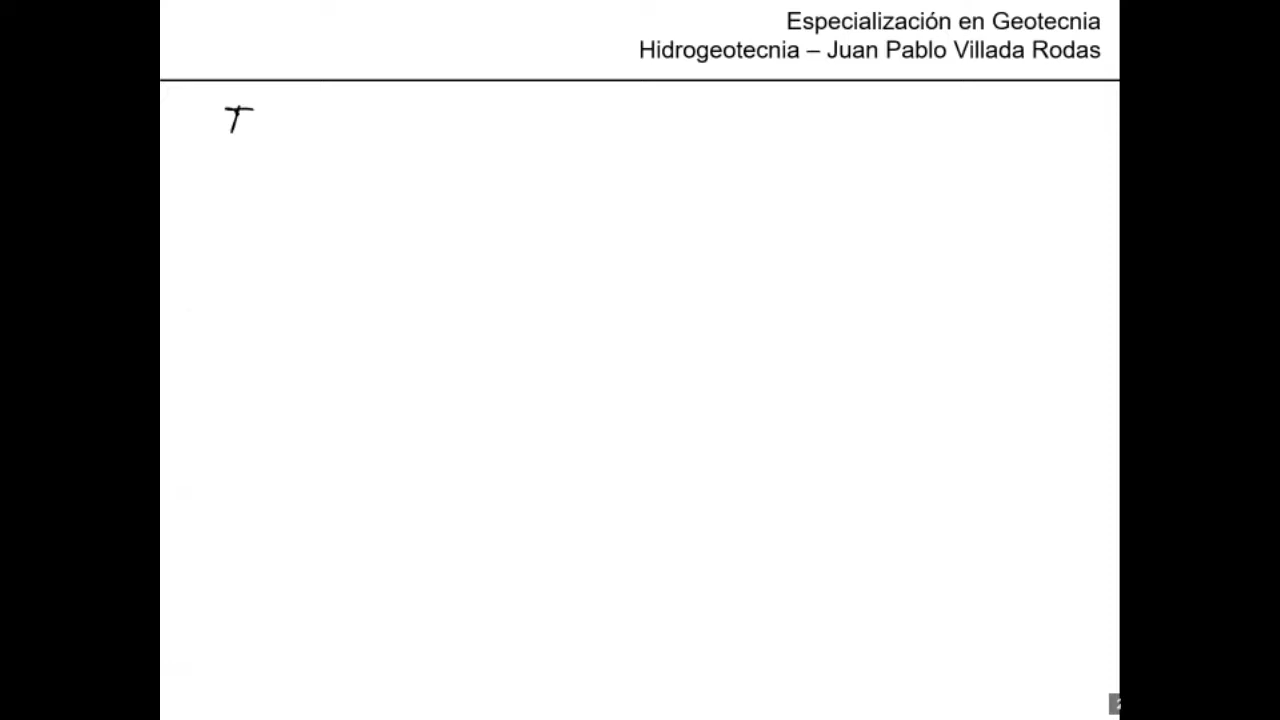 Especialización en Geotecnia
Hidrogeotecnia – Juan Pablo Villada Rodas
T